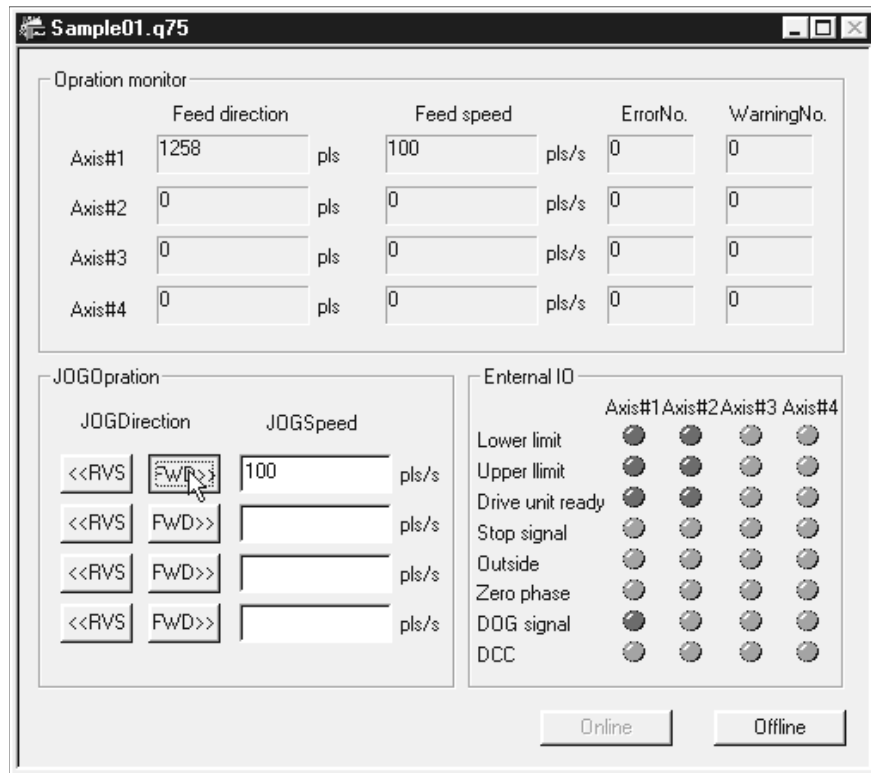 Sample01.q75
Opration monitor
Feed direction Feed speed ErrorNo. WarningNo.
Axis#1 1258 pls 100 pls/s 0 0
Axis#2 0 pls 0 pls/s 0 0
Axis#3 0 pls 0 pls/s 0 0
Axis#4 0 pls 0 pls/s 0 0
JOGOpration
JOGDirection JOGSpeed
<<RVS FWD>> 100 pls/s
<<RVS FWD>> pls/s
<<RVS FWD>> pls/s
<<RVS FWD>> pls/s
Enternal IO
Axis#1 Axis#2 Axis#3 Axis#4
Lower limit
Upper llimit
Drive unit ready
Stop signal
Outside
Zero phase
DOG signal
DCC
Online Offline